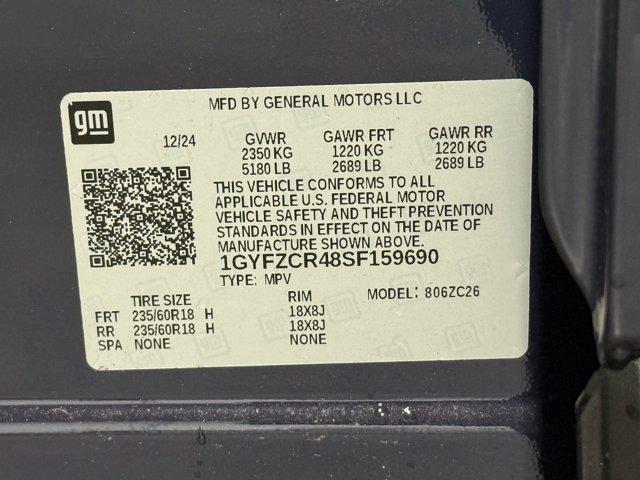 MFD BY GENERAL MOTORS LLC
gm
12/24 GVWR GAWR FRT GAWR RR
2350 KG 1220 KG 1220 KG
5180 LB 2689 LB 2689 LB
THIS VEHICLE CONFORMS TO ALL
APPLICABLE U.S. FEDERAL MOTOR
VEHICLE SAFETY AND THEFT PREVENTION
STANDARDS IN EFFECT ON THE DATE OF
MANUFACTURE SHOWN ABOVE.
1GYFZCR48SF159690
TYPE: MPV MODEL: 806ZC26
TIRE SIZE RIM
FRT 235/60R18 H 18X8J
RR 235/60R18 H 18X8J
SPA NONE NONE